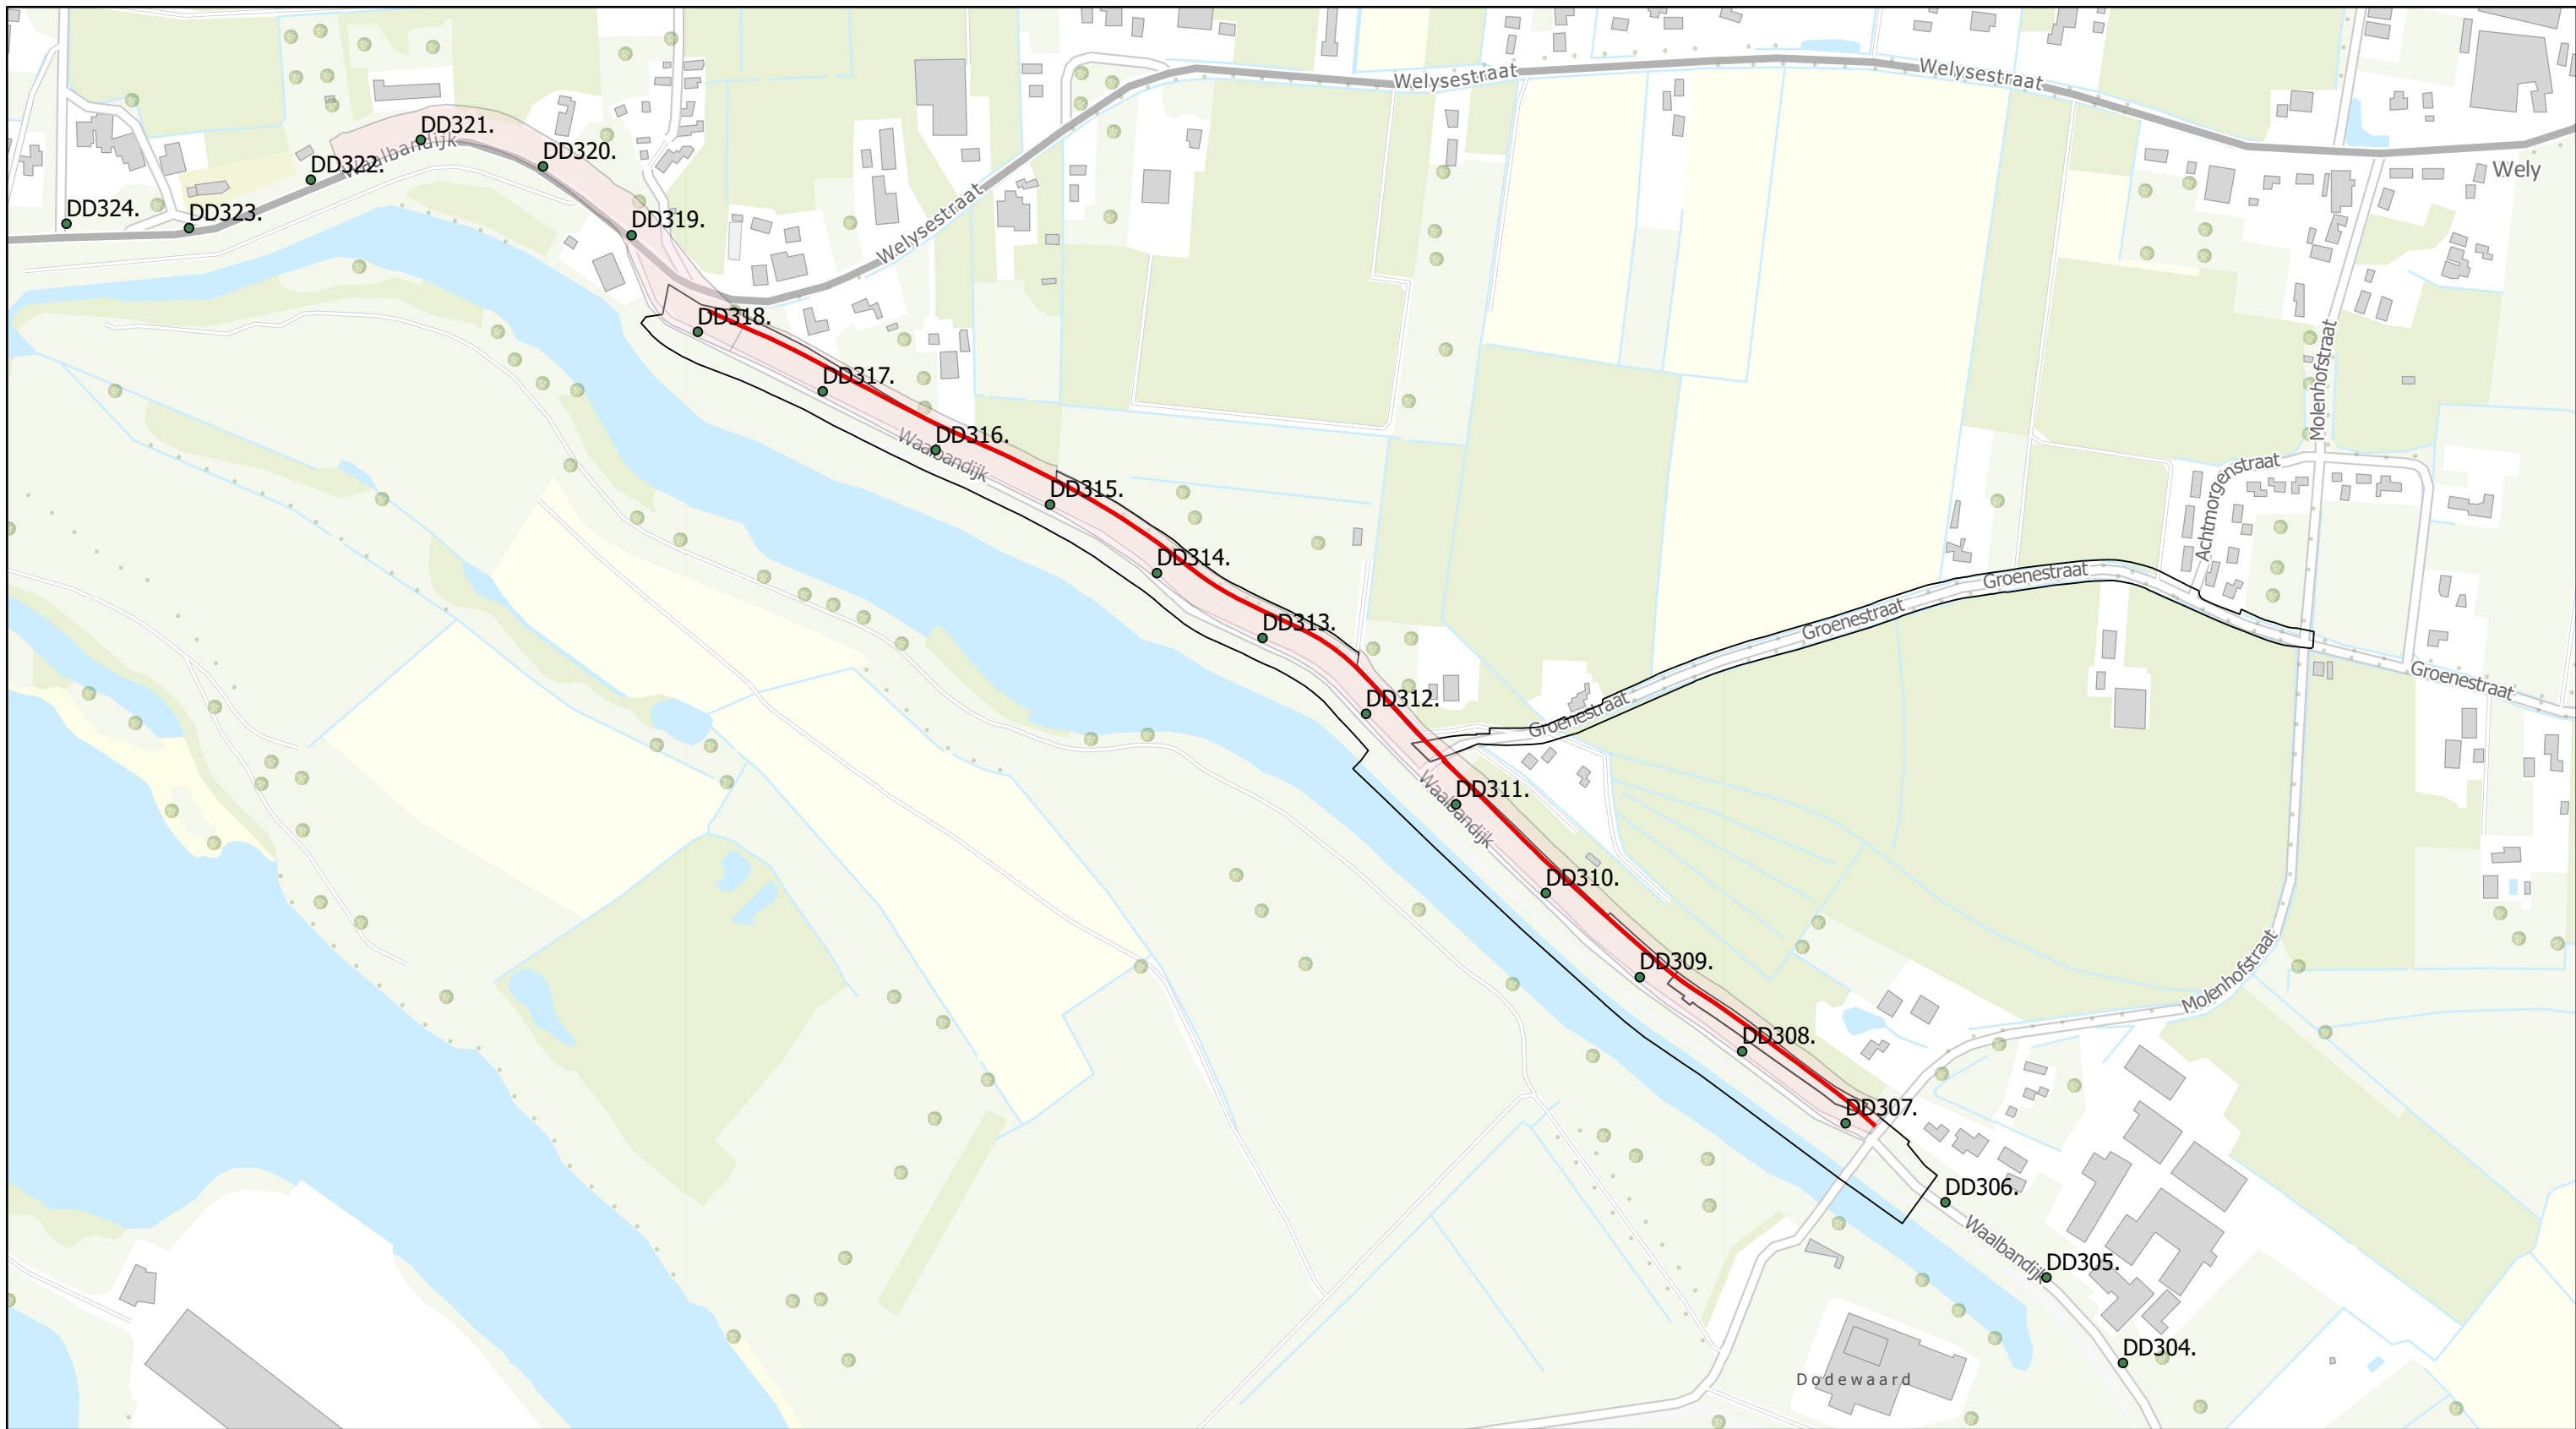 Welysestraat
Welysestraat
DD321.
Waalbandijk
DD320.
DD322.
Wely
DD324.
DD323.
DD319.
Welysestraat
DD318.
Molenhofstraat
DD317.
DD316.
Waalbandijk
Achtmorgenstraat
DD315.
DD314.
Groenestraat
Groenestraat
DD313.
Groenestraat
DD312.
Groenestraat
DD311.
Waalbandijk
DD310.
DD309.
Molenhofstraat
DD308.
DD307.
DD306.
Waalbandijk
DD305.
DD304.
Dodewaard